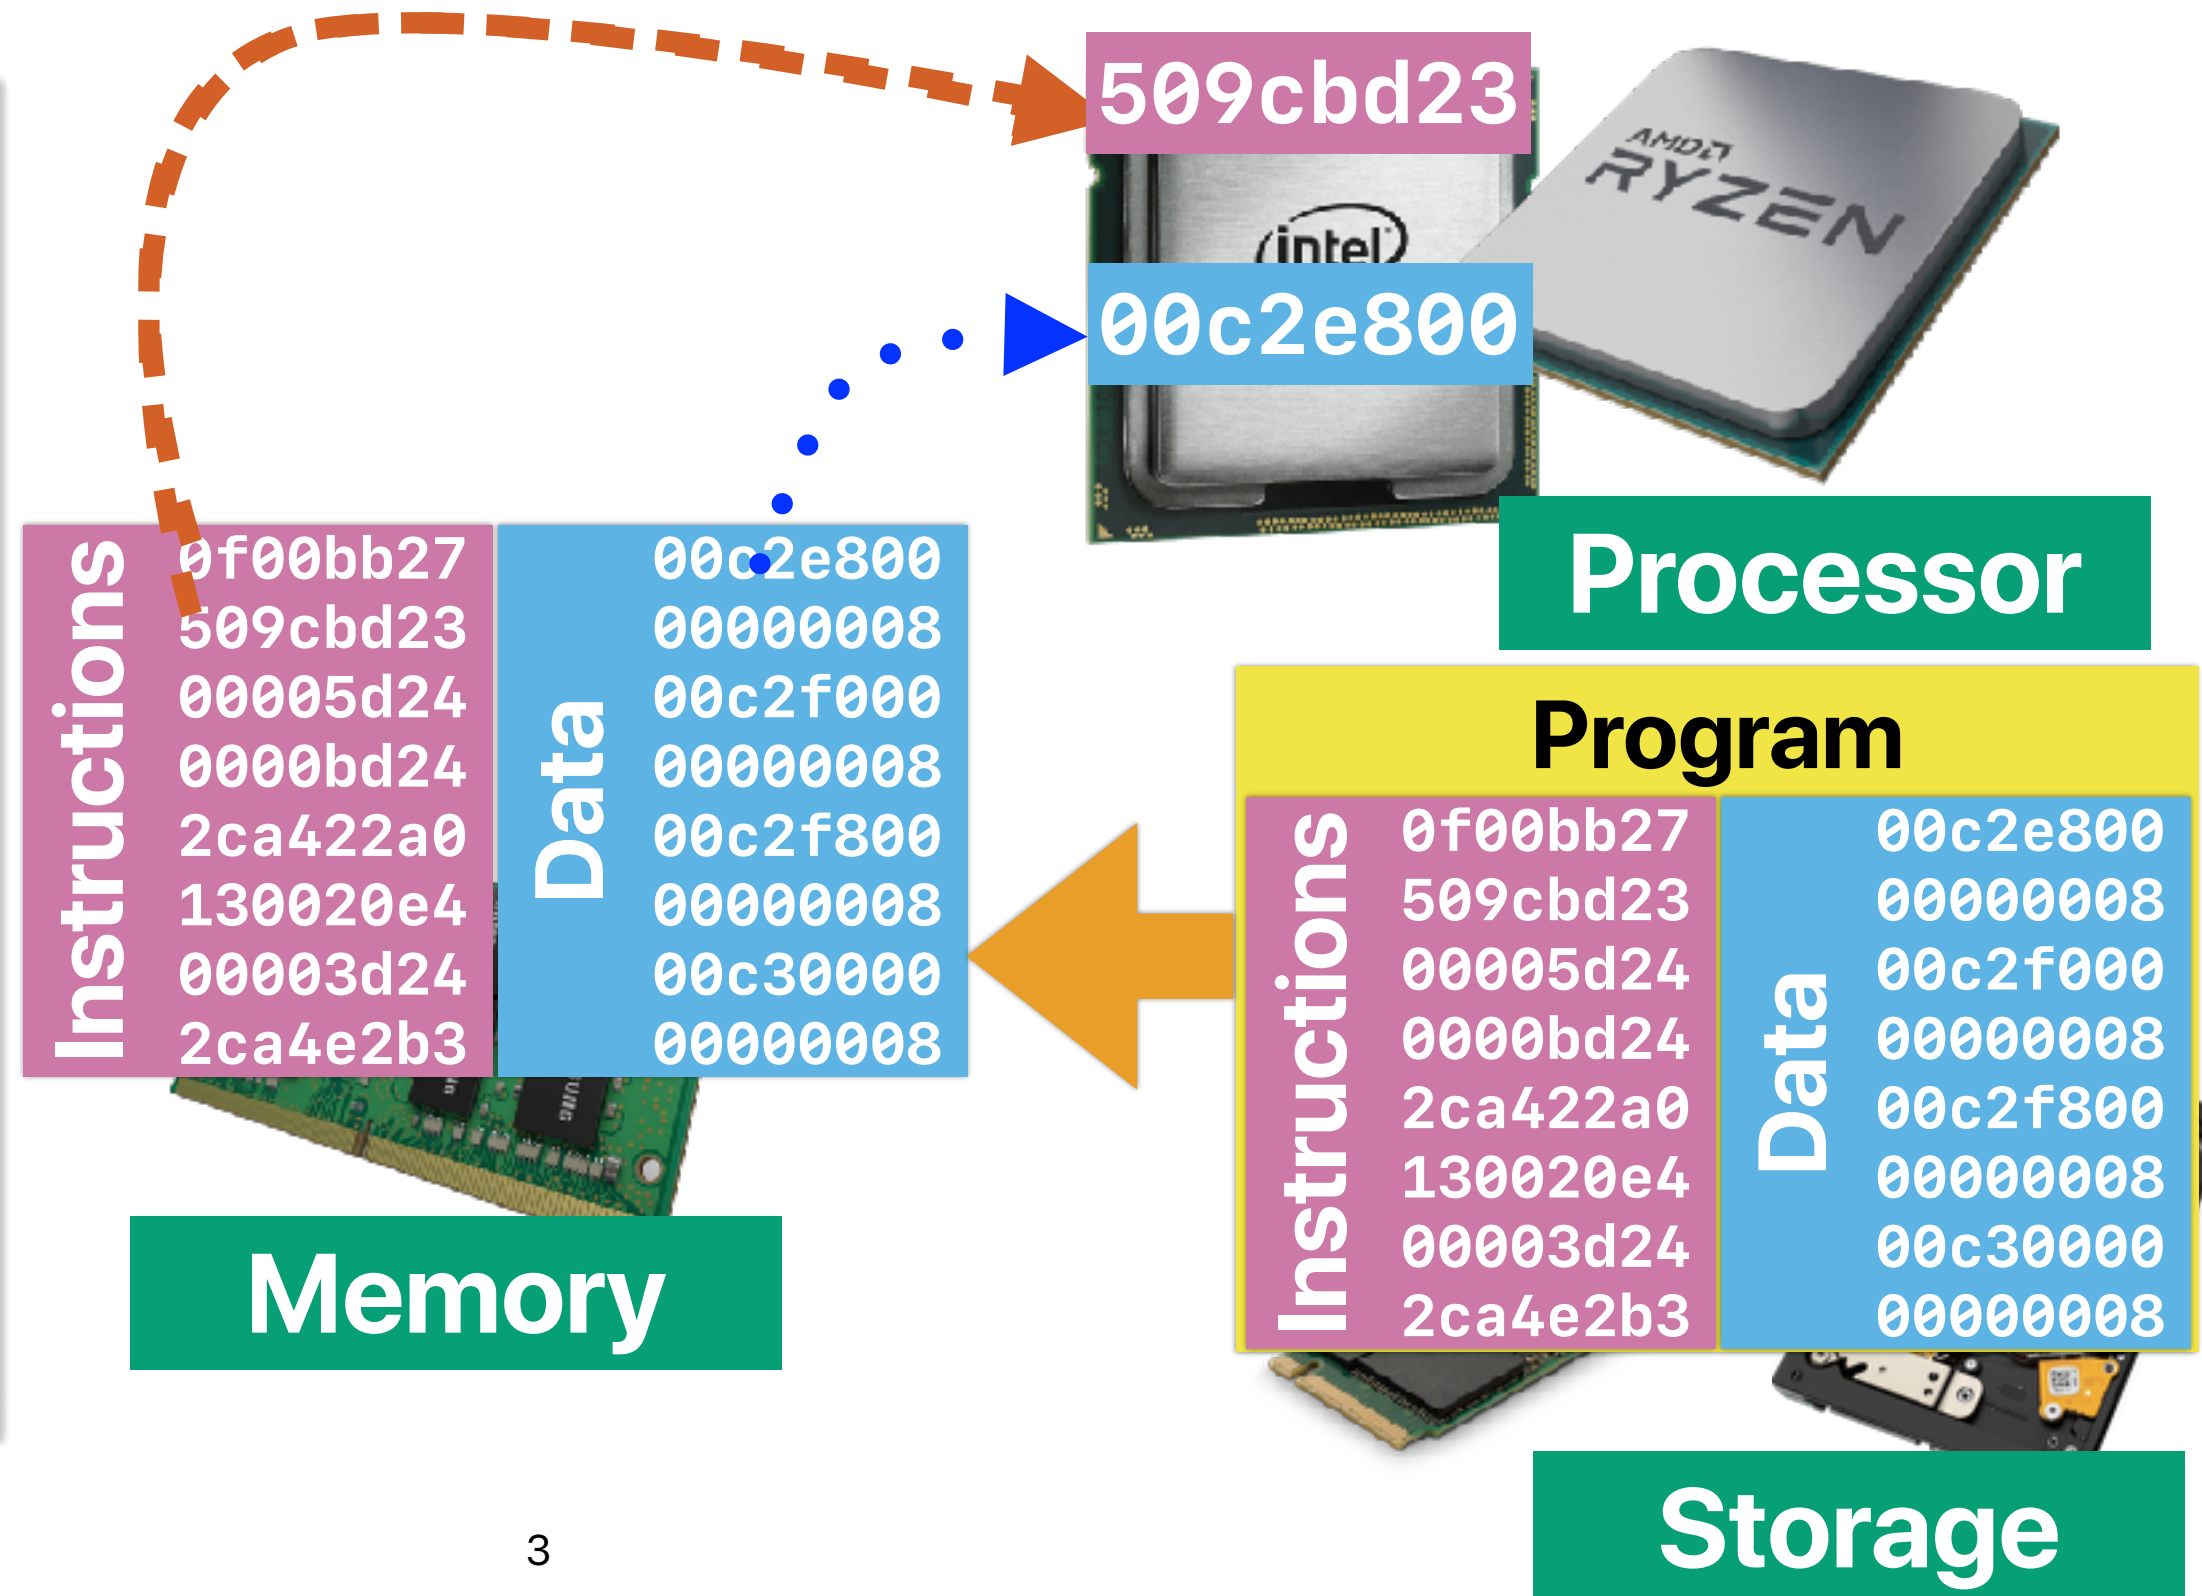 509cbd23
AMD
RYZEN
intel
00c2e800
Processor
Instructions
0f00bb27
509cbd23
00005d24
0000bd24
2ca422a0
130020e4
00003d24
2ca4e2b3
Data
00c2e800
00000008
00c2f000
00000008
00c2f800
00000008
00c30000
00000008
Memory
Program
Instructions
0f00bb27
509cbd23
00005d24
0000bd24
2ca422a0
130020e4
00003d24
2ca4e2b3
Data
00c2e800
00000008
00c2f000
00000008
00c2f800
00000008
00c30000
00000008
Storage
3